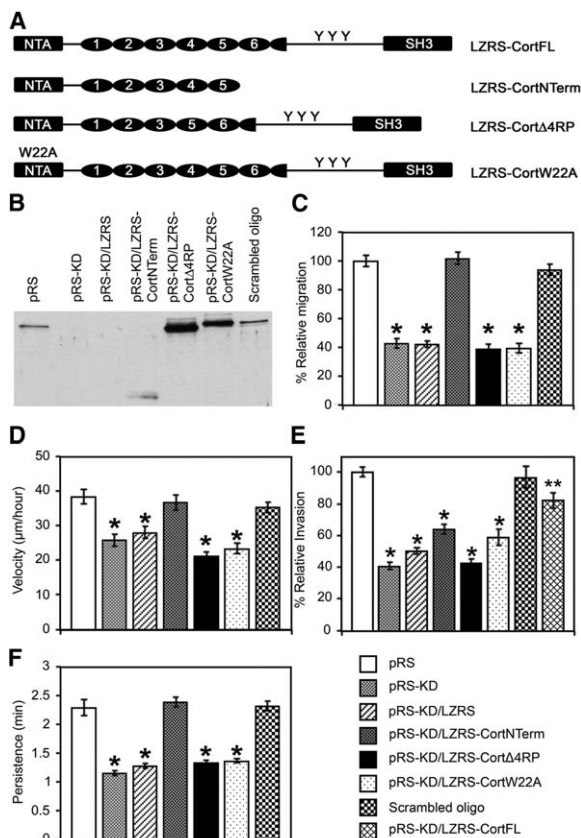 A
NTA 1 2 3 4 5 6 Y Y Y SH3 LZRS-CortFL
NTA 1 2 3 4 5 LZRS-CortNTerm
NTA 1 2 3 5 6 Y Y Y SH3 LZRS-CortΔ4RP
W22A
NTA 1 2 3 4 5 6 Y Y Y SH3 LZRS-CortW22A
B
pRS
pRS-KD
pRS-KD/LZRS
pRS-KD/LZRS-
CortNTerm
pRS-KD/LZRS-
CortΔ4RP
pRS-KD/LZRS-
CortW22A
Scrambled oligo
C
% Relative migration
120
100
80
60
40
20
0
* * * *
D
Velocity (µm/hour)
50
40
30
20
10
0
* * * *
E
% Relative Invasion
100
80
60
40
20
0
* * * * * **
F
Persistence (min)
3
2.5
2
1.5
1
0.5
0
* * * *
pRS
pRS-KD
pRS-KD/LZRS
pRS-KD/LZRS-CortNTerm
pRS-KD/LZRS-CortΔ4RP
pRS-KD/LZRS-CortW22A
Scrambled oligo
pRS-KD/LZRS-CortFL